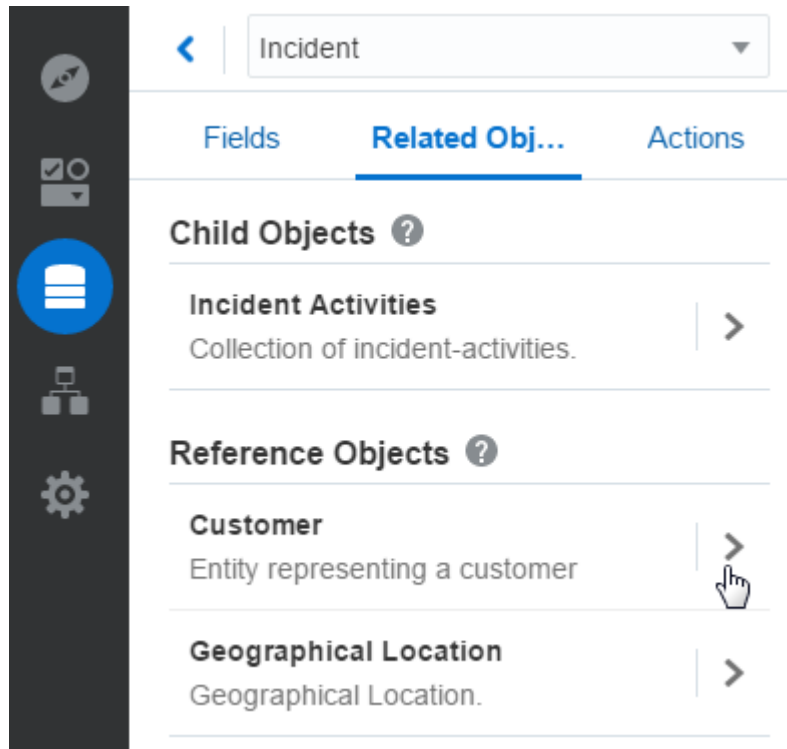 Incident
Fields Related Obj... Actions
Child Objects ?
Incident Activities
Collection of incident-activities.
Reference Objects ?
Customer
Entity representing a customer
Geographical Location
Geographical Location.